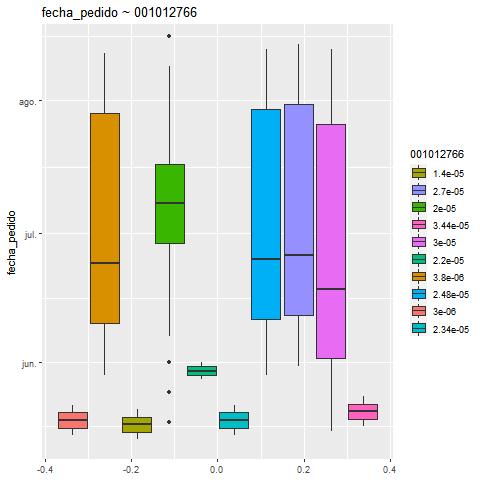 fecha_pedido ~ 001012766
fecha_pedido
ago.
jul.
jun.
-0.4
-0.2
0.0
0.2
0.4
001012766
1.4e-05
2.7e-05
2e-05
3.44e-05
3e-05
2.2e-05
3.8e-06
2.48e-05
3e-06
2.34e-05